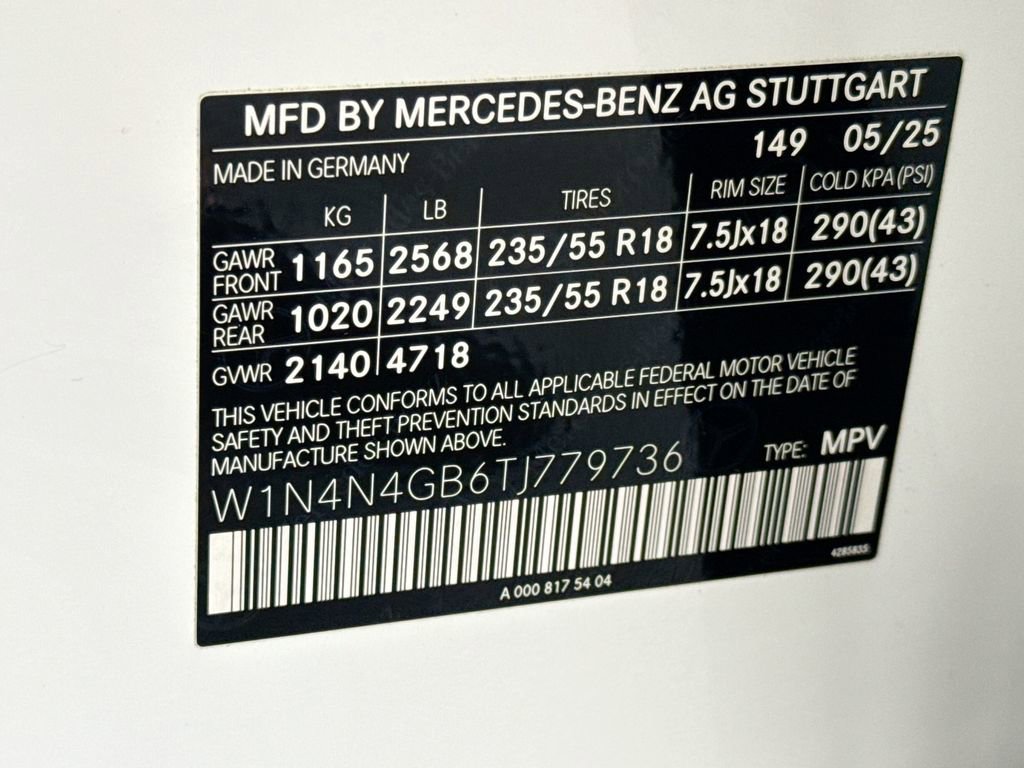 MFD BY MERCEDES-BENZ AG STUTTGART
149 05/25
MADE IN GERMANY
KG LB TIRES RIM SIZE COLD KPA (PSI)
GAWR FRONT 1165 2568 235/55 R18 7.5Jx18 290(43)
GAWR REAR 1020 2249 235/55 R18 7.5Jx18 290(43)
GVWR 2140 4718
THIS VEHICLE CONFORMS TO ALL APPLICABLE FEDERAL MOTOR VEHICLE
SAFETY AND THEFT PREVENTION STANDARDS IN EFFECT ON THE DATE OF
MANUFACTURE SHOWN ABOVE.
W1N4N4GB6TJ779736 TYPE: MPV
A 000 817 54 04
4285835